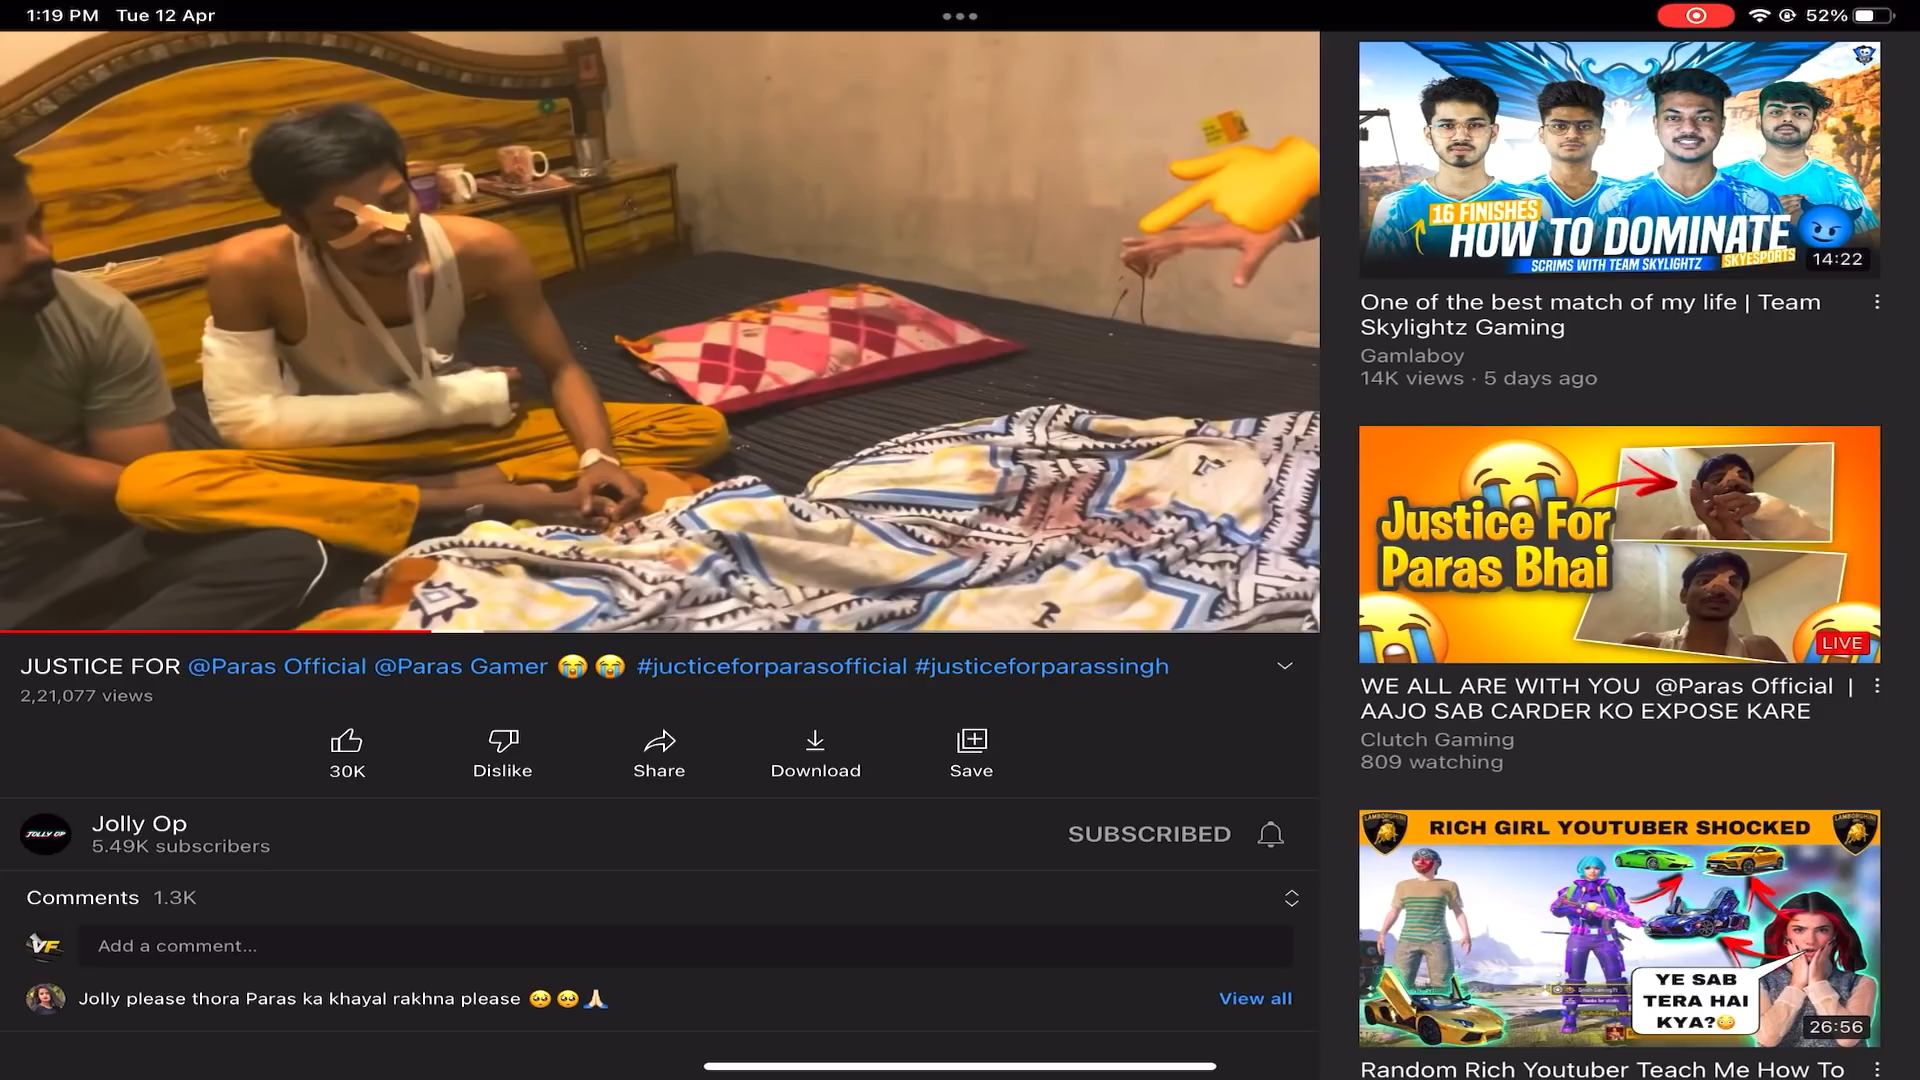 1:19 PM Tue 12 Apr
52%
16 FINISHES
HOW TO DOMINATE
SCRIMS WITH TEAM SKYLIGHTZ
SKYESPORTS
14:22
One of the best match of my life | Team
Skylightz Gaming
Gamlaboy
14K views · 5 days ago
Justice For
Paras Bhai
LIVE
WE ALL ARE WITH YOU @Paras Official |
AAJO SAB CARDER KO EXPOSE KARE
Clutch Gaming
809 watching
LAMBORGHINI
RICH GIRL YOUTUBER SHOCKED
LAMBORGHINI
YE SAB
TERA HAI
KYA?😳
26:56
Random Rich Youtuber Teach Me How To
JUSTICE FOR @Paras Official @Paras Gamer 😭 😭 #jucticeforparasofficial #justiceforparassingh
2,21,077 views
30K
Dislike
Share
Download
Save
JOLLY OP
Jolly Op
5.49K subscribers
SUBSCRIBED
Comments 1.3K
VF
Add a comment...
Jolly please thora Paras ka khayal rakhna please 🥺 🥺 🙏🏻
View all